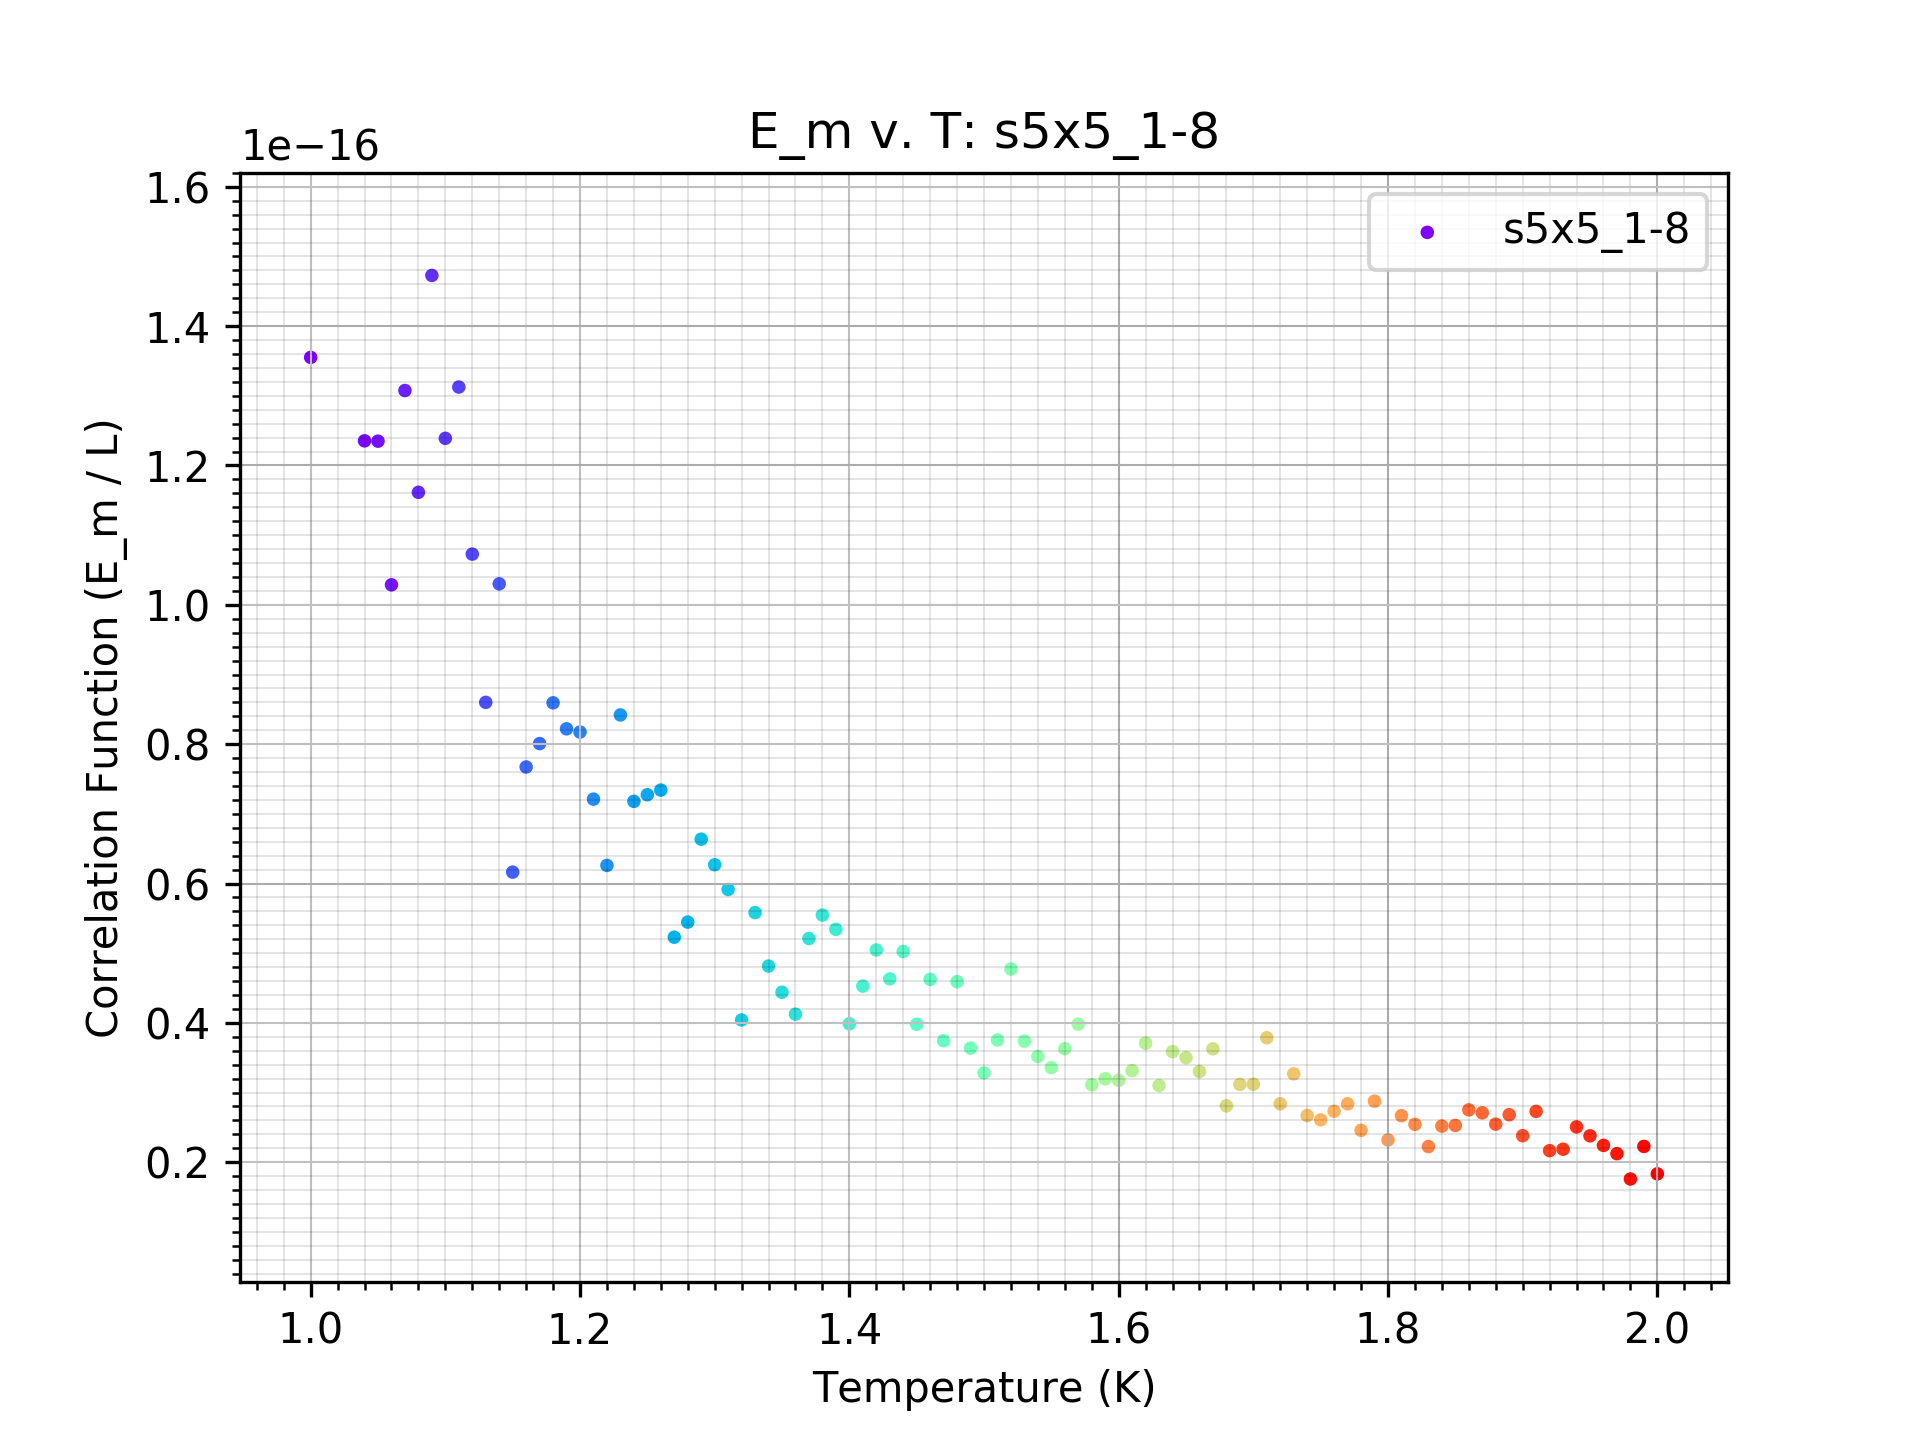 E_m v. T: s5x5_1-8
1e−16
s5x5_1-8
1.6
1.4
1.2
1.0
0.8
0.6
0.4
0.2
Correlation Function (E_m / L)
1.0 1.2 1.4 1.6 1.8 2.0
Temperature (K)